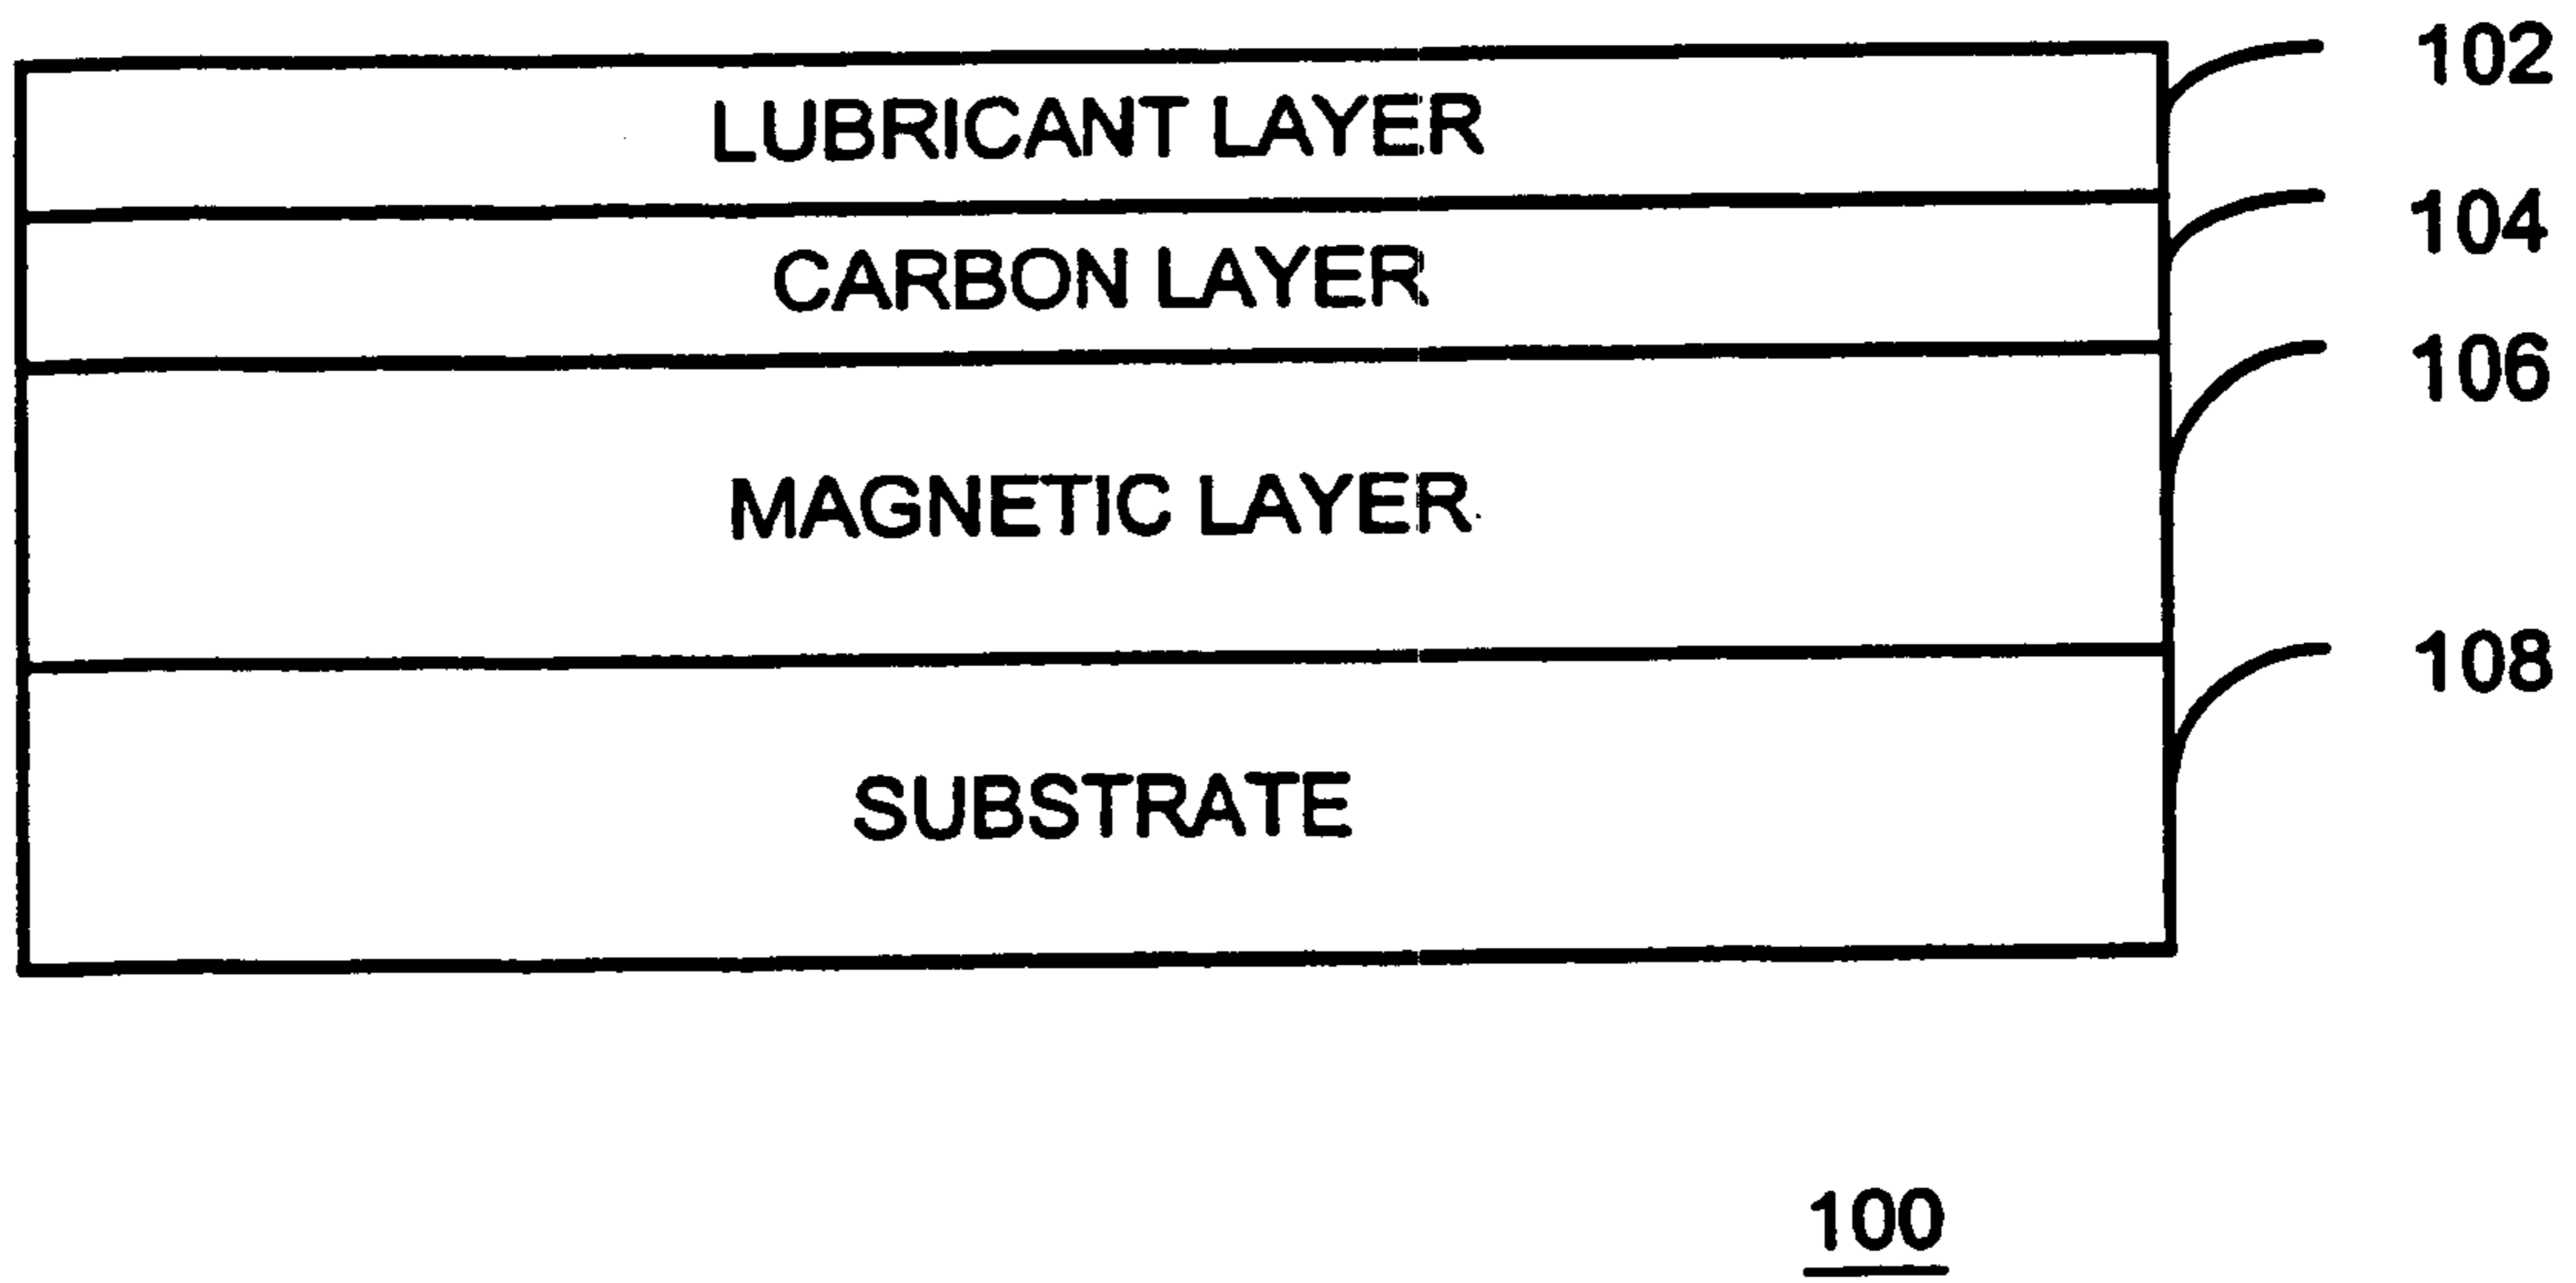 LUBRICANT LAYER
102
CARBON LAYER
104
MAGNETIC LAYER
106
SUBSTRATE
108
100